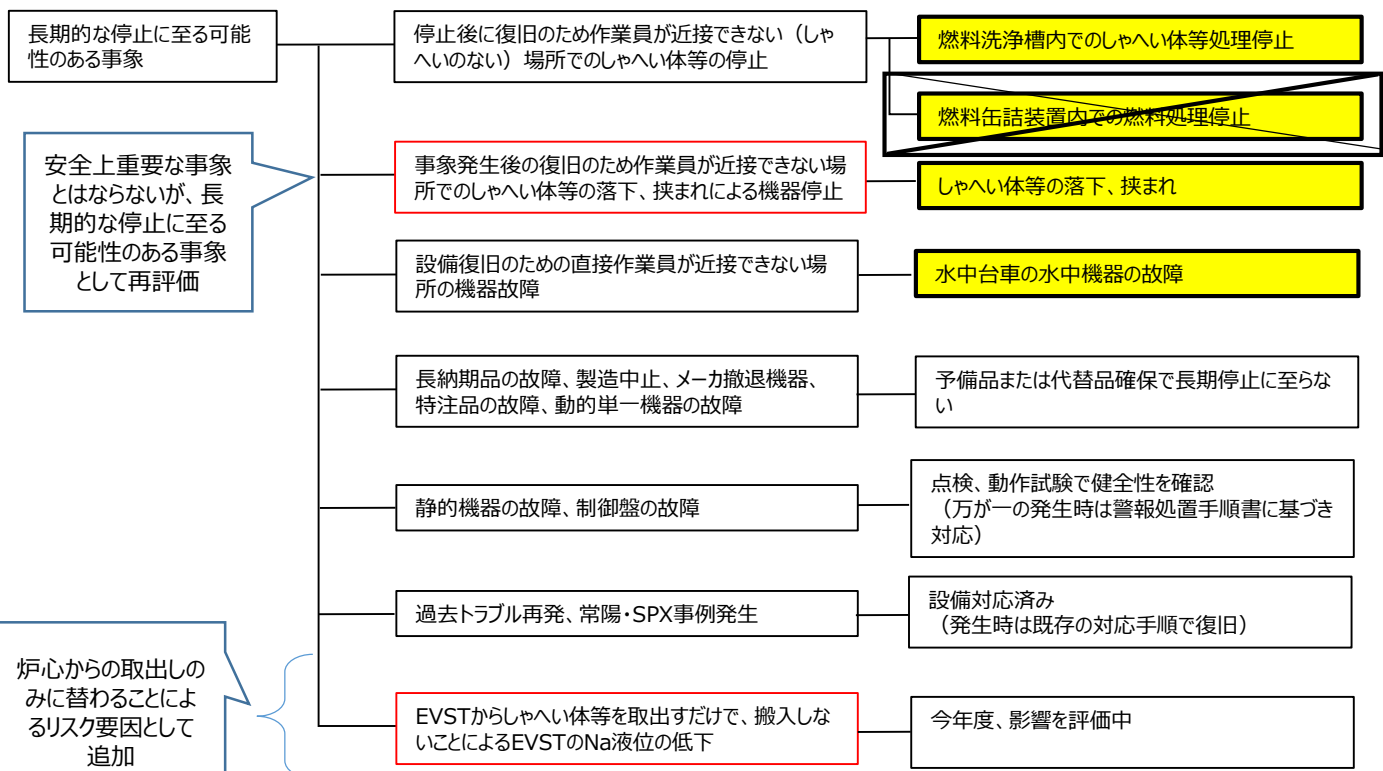 長期的な停止に至る可能
性のある事象
停止後に復旧のため作業員が近接できない（しゃ
へいのない）場所でのしゃへい体等の停止
燃料洗浄槽内でのしゃへい体等処理停止
燃料缶詰装置内での燃料処理停止
安全上重要な事象
とはならないが、長
期的な停止に至る
可能性のある事象
として再評価
事象発生後の復旧のため作業員が近接できない場
所でのしゃへい体等の落下、挟まれによる機器停止
しゃへい体等の落下、挟まれ
設備復旧のための直接作業員が近接できない場
所の機器故障
水中台車の水中機器の故障
長納期品の故障、製造中止、メーカ撤退機器、
特注品の故障、動的単一機器の故障
予備品または代替品確保で長期停止に至らな
い
静的機器の故障、制御盤の故障
点検、動作試験で健全性を確認
（万が一の発生時は警報処置手順書に基づき
対応）
過去トラブル再発、常陽・SPX事例発生
設備対応済み
（発生時は既存の対応手順で復旧）
炉心からの取出しの
みに替わることによ
るリスク要因として
追加
EVSTからしゃへい体等を取出すだけで、搬入しな
いことによるEVSTのNa液位の低下
今年度、影響を評価中